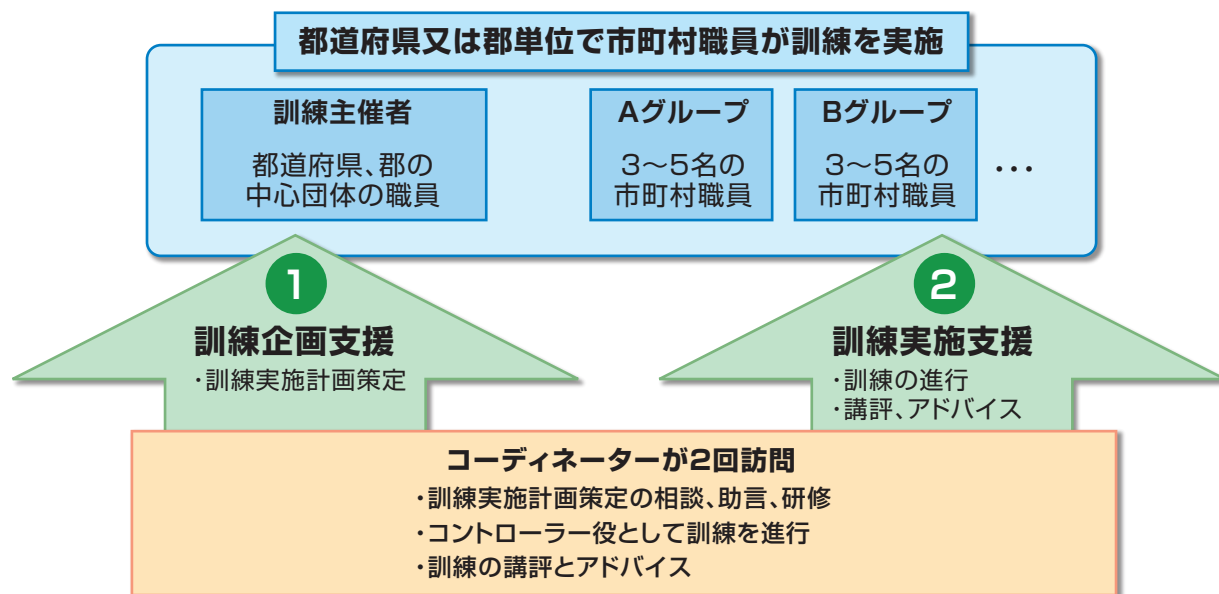 都道府県又は郡単位で市町村職員が訓練を実施
訓練主催者
都道府県、郡の
中心団体の職員
Aグループ
3〜5名の
市町村職員
Bグループ
3〜5名の
市町村職員
…
1
訓練企画支援
・訓練実施計画策定
2
訓練実施支援
・訓練の進行
・講評、アドバイス
コーディネーターが2回訪問
・訓練実施計画策定の相談、助言、研修
・コントローラー役として訓練を進行
・訓練の講評とアドバイス